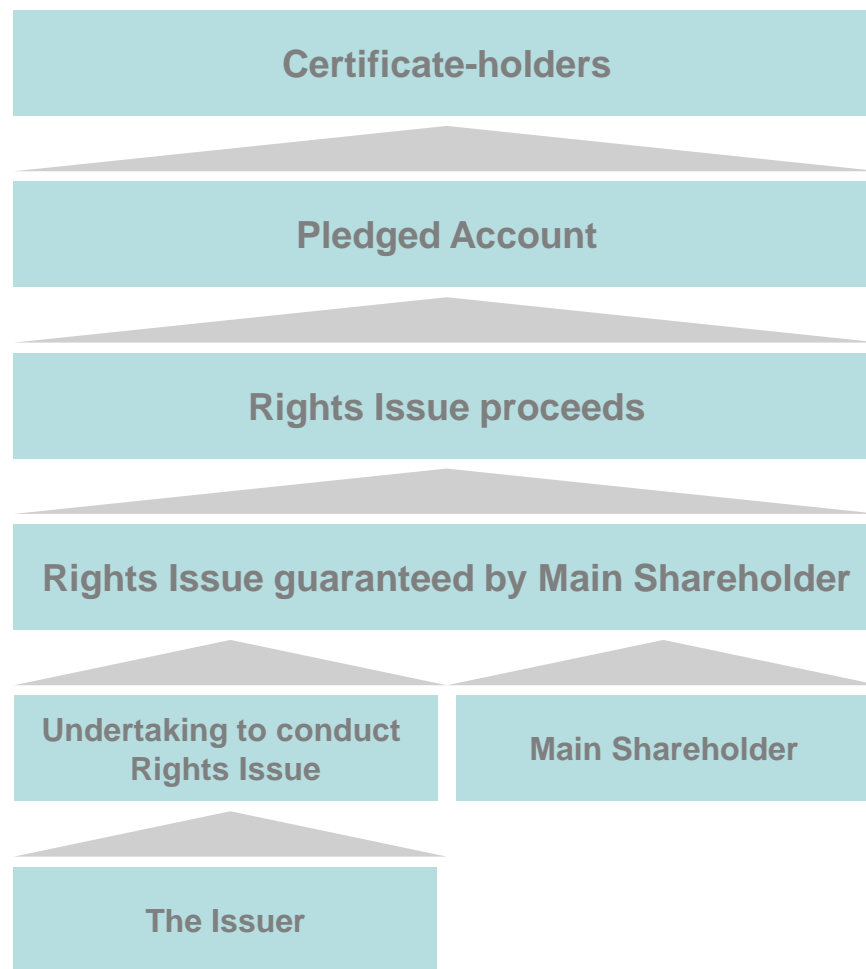 Certificate-holders
Pledged Account
Rights Issue proceeds
Rights Issue guaranteed by Main Shareholder
Undertaking to conduct
Rights Issue
Main Shareholder
The Issuer